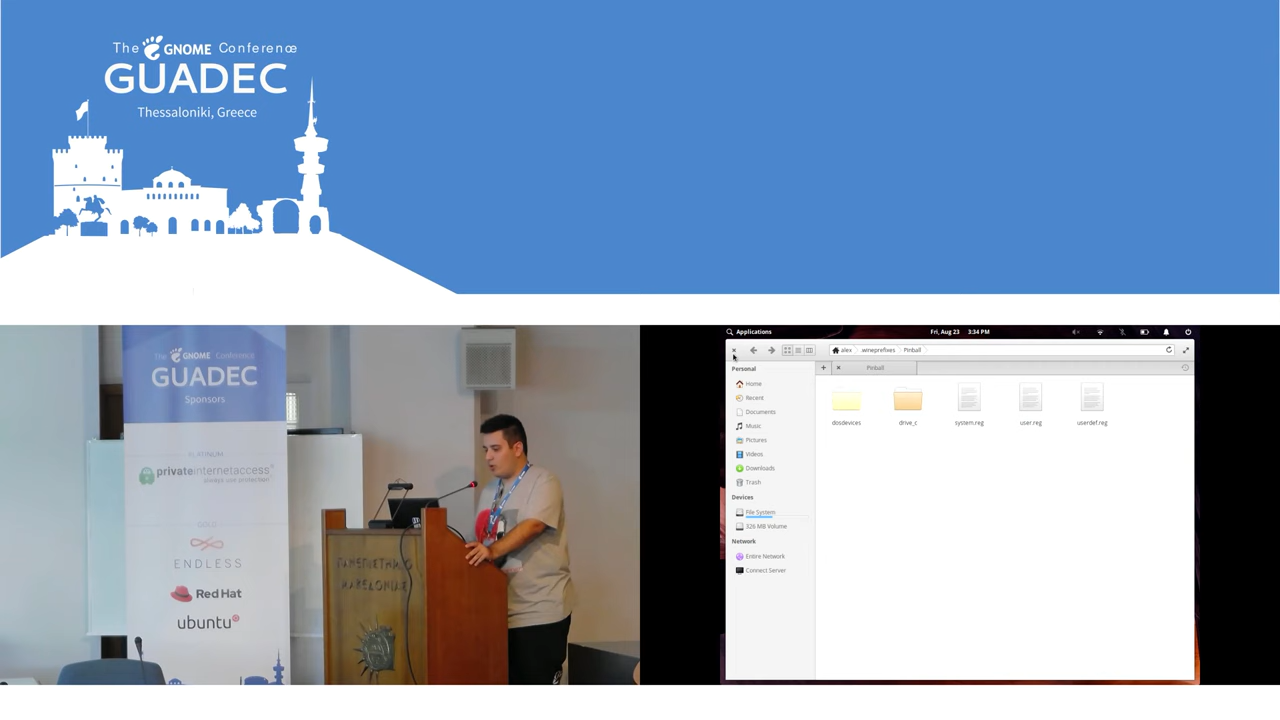 The GNOME Conference
GUADEC
Thessaloniki, Greece
The GNOME Conference
GUADEC
Sponsors
PLATINUM
privateinternetaccess®
always use protection
GOLD
ENDLESS
Red Hat
ubuntu
ΠΑΝΕΠΙΣΤΗΜΙΟ
ΜΑΚΕΔΟΝΙΑΣ
Applications
Fri, Aug 23 3:34 PM
alex .wineprefixes Pinball
Pinball
Personal
Home
Recent
Documents
Music
Pictures
Videos
Downloads
Trash
Devices
File System
326 MB Volume
Network
Entire Network
Connect Server
dosdevices
drive_c
system.reg
user.reg
userdef.reg